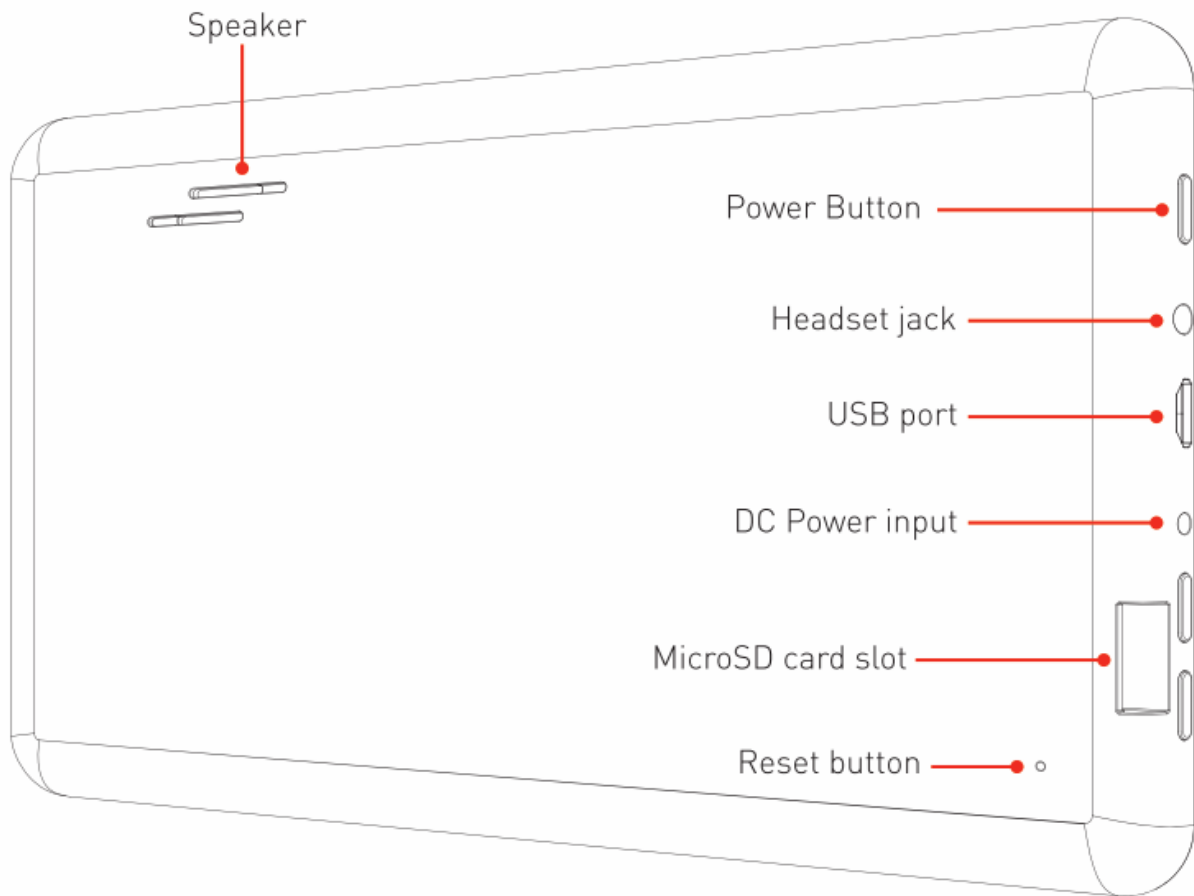 Speaker
Power Button
Headset jack
USB port
DC Power input
MicroSD card slot
Reset button